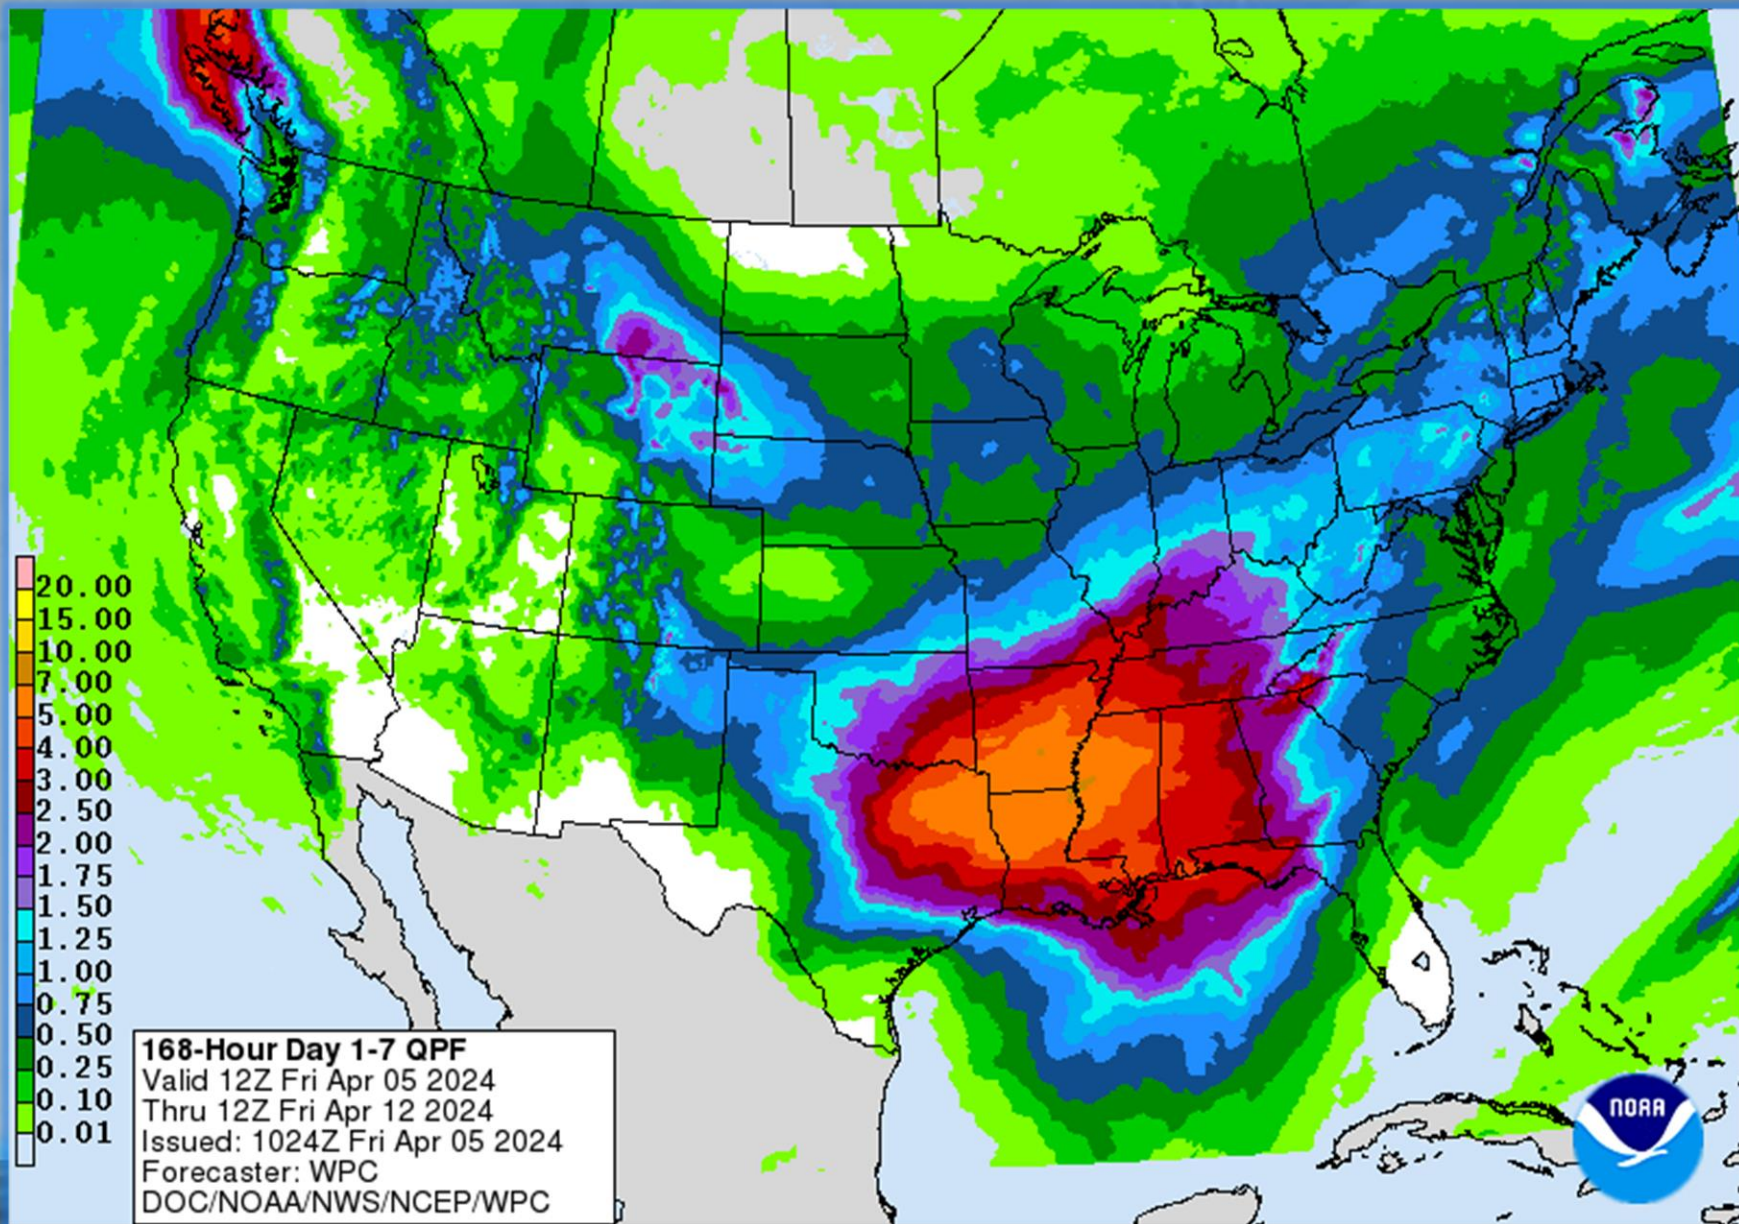 20.00
15.00
10.00
7.00
5.00
4.00
3.00
2.50
2.00
1.75
1.50
1.25
1.00
0.75
0.50
0.25
0.10
0.01
168-Hour Day 1-7 QPF
Valid 12Z Fri Apr 05 2024
Thru 12Z Fri Apr 12 2024
Issued: 1024Z Fri Apr 05 2024
Forecaster: WPC
DOC/NOAA/NWS/NCEP/WPC
NOAA